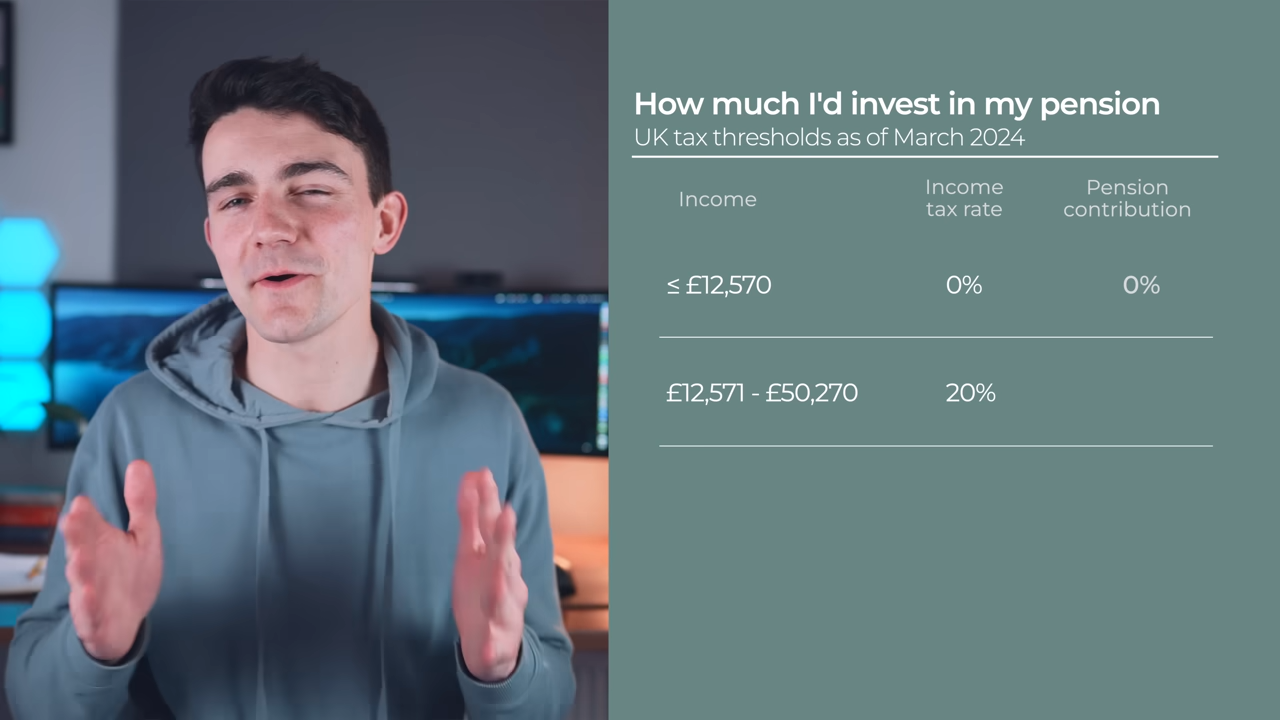 How much I'd invest in my pension
UK tax thresholds as of March 2024
Income
Income
tax rate
Pension
contribution
≤ £12,570
0%
0%
£12,571 - £50,270
20%